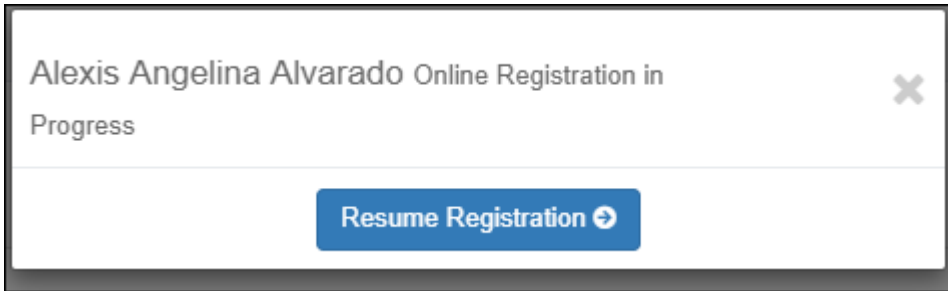 Alexis Angelina Alvarado Online Registration in
Progress
Resume Registration